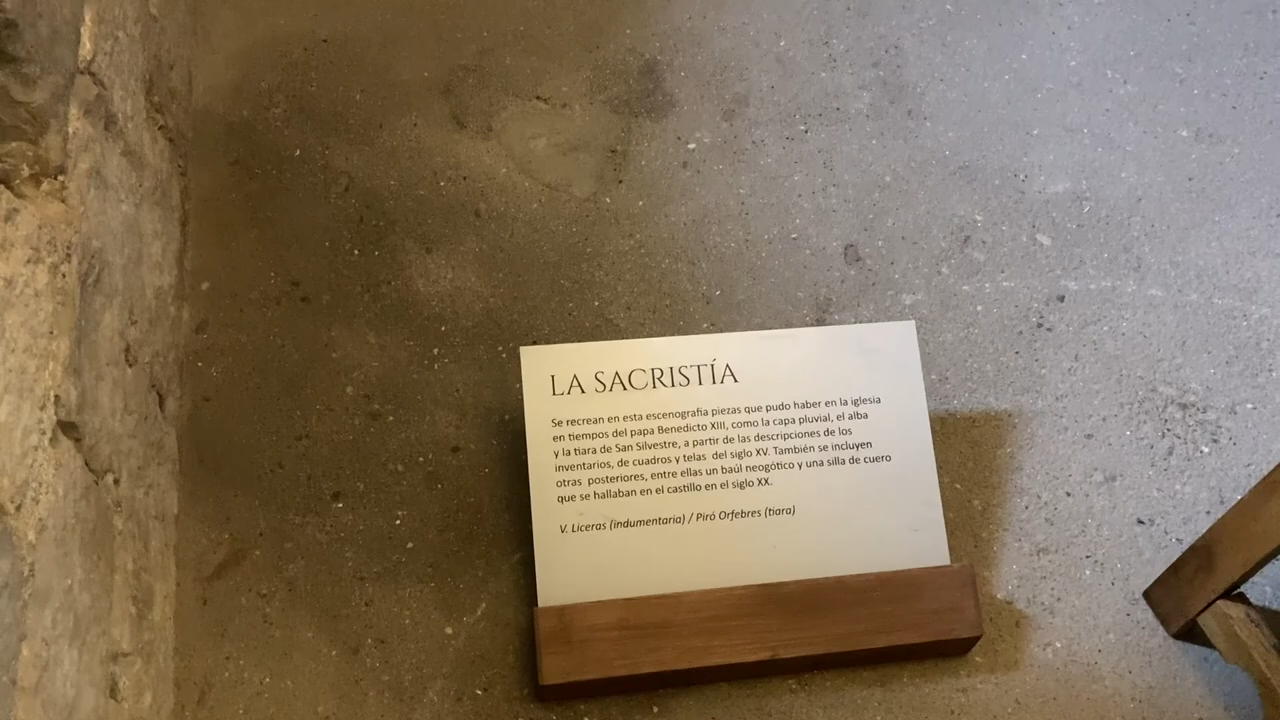 LA SACRISTÍA
Se recrean en esta escenografia piezas que pudo haber en la iglesia
en tiempos del papa Benedicto XIII, como la capa pluvial, el alba
y la tiara de San Silvestre, a partir de las descripciones de los
inventarios, de cuadros y telas del siglo XV. También se incluyen
otras posteriores, entre ellas un baúl neogótico y una silla de cuero
que se hallaban en el castillo en el siglo XX.
V. Liceras (indumentaria) / Piró Orfebres (tiara)